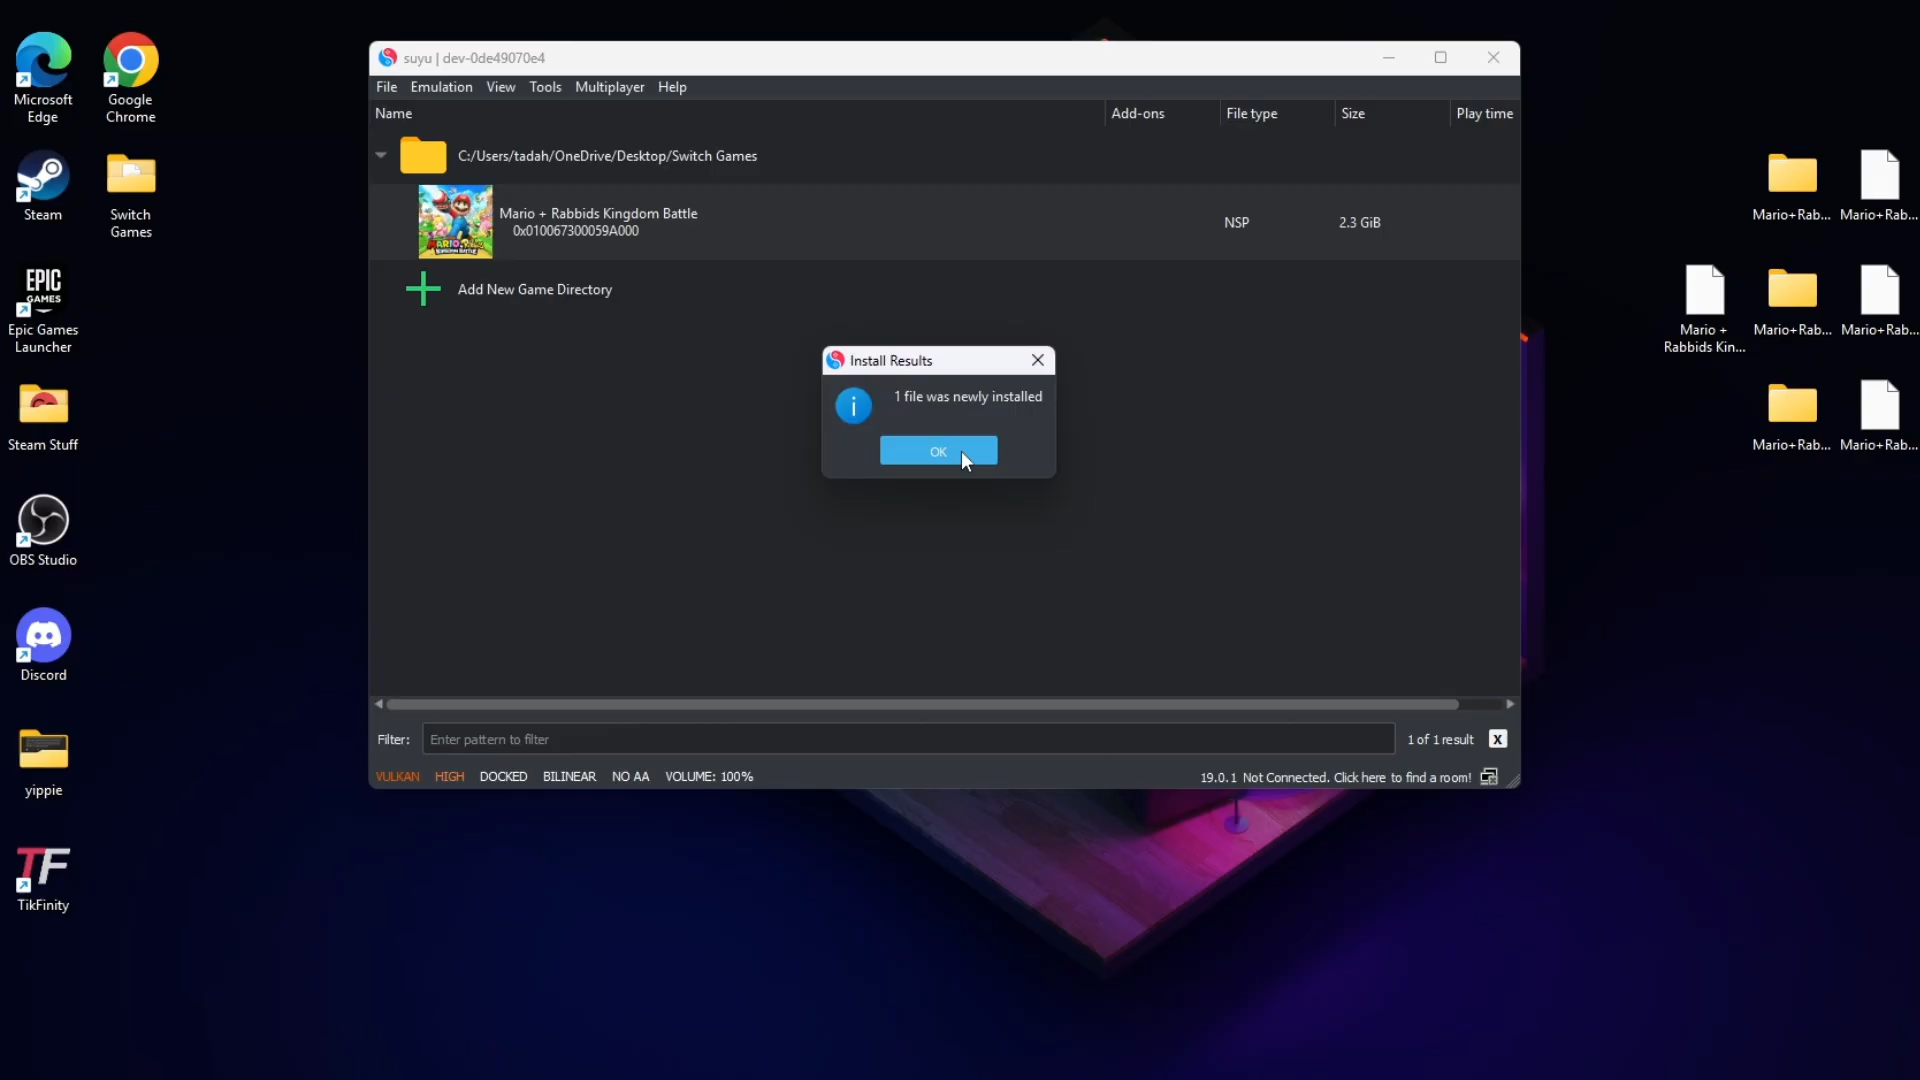 Microsoft
Edge
Google
Chrome
Steam
Switch
Games
EPIC
GAMES
Epic Games
Launcher
Steam Stuff
OBS Studio
Discord
yippie
TF
TikFinity
suyu | dev-0de49070e4
File Emulation View Tools Multiplayer Help
Name Add-ons File type Size Play time
C:/Users/tadah/OneDrive/Desktop/Switch Games
Mario + Rabbids Kingdom Battle
0x010067300059A000
NSP 2.3 GiB
Add New Game Directory
Install Results
1 file was newly installed
OK
Filter: Enter pattern to filter 1 of 1 result X
VULKAN HIGH DOCKED BILINEAR NO AA VOLUME: 100% 19.0.1 Not Connected. Click here to find a room!
Mario+Rab... Mario+Rab...
Mario +
Rabbids Kin...
Mario+Rab... Mario+Rab...
Mario+Rab... Mario+Rab...